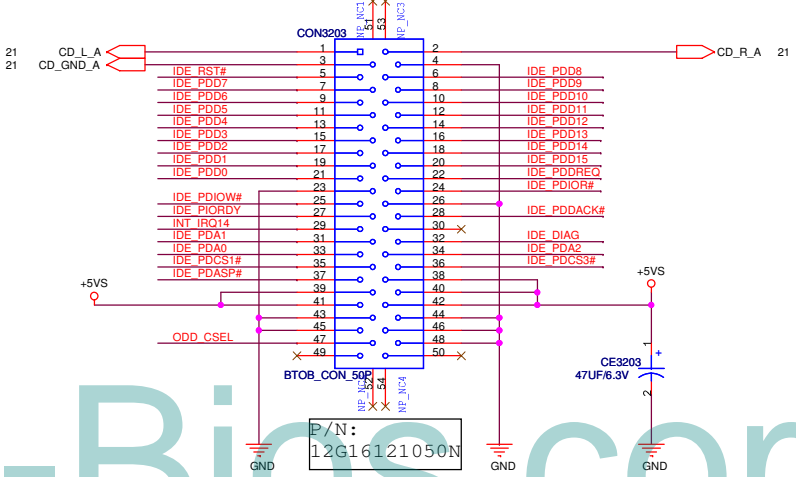 NP_NC1 51 53 NP_NC3
CON3203
21 CD_L_A 1 2 CD_R_A 21
21 CD_GND_A 3 4
IDE_RST# 5 6 IDE_PDD8
IDE_PDD7 7 8 IDE_PDD9
IDE_PDD6 9 10 IDE_PDD10
IDE_PDD5 11 12 IDE_PDD11
IDE_PDD4 13 14 IDE_PDD12
IDE_PDD3 15 16 IDE_PDD13
IDE_PDD2 17 18 IDE_PDD14
IDE_PDD1 19 20 IDE_PDD15
IDE_PDD0 21 22 IDE_PDDREQ
23 24 IDE_PDIOR#
IDE_PDIOW# 25 26
IDE_PIORDY 27 28 IDE_PDDACK#
INT_IRQ14 29 30
IDE_PDA1 31 32 IDE_DIAG
IDE_PDA0 33 34 IDE_PDA2
IDE_PDCS1# 35 36 IDE_PDCS3#
IDE_PDASP# 37 38
+5VS 39 40 +5VS
41 42
43 44
45 46
ODD_CSEL 47 48
49 50
1 +
CE3203
47UF/6.3V
2
BTOB_CON_50P
52 54 NP_NC4
P/N:
12G16121050N
GND GND GND
-Bios.com